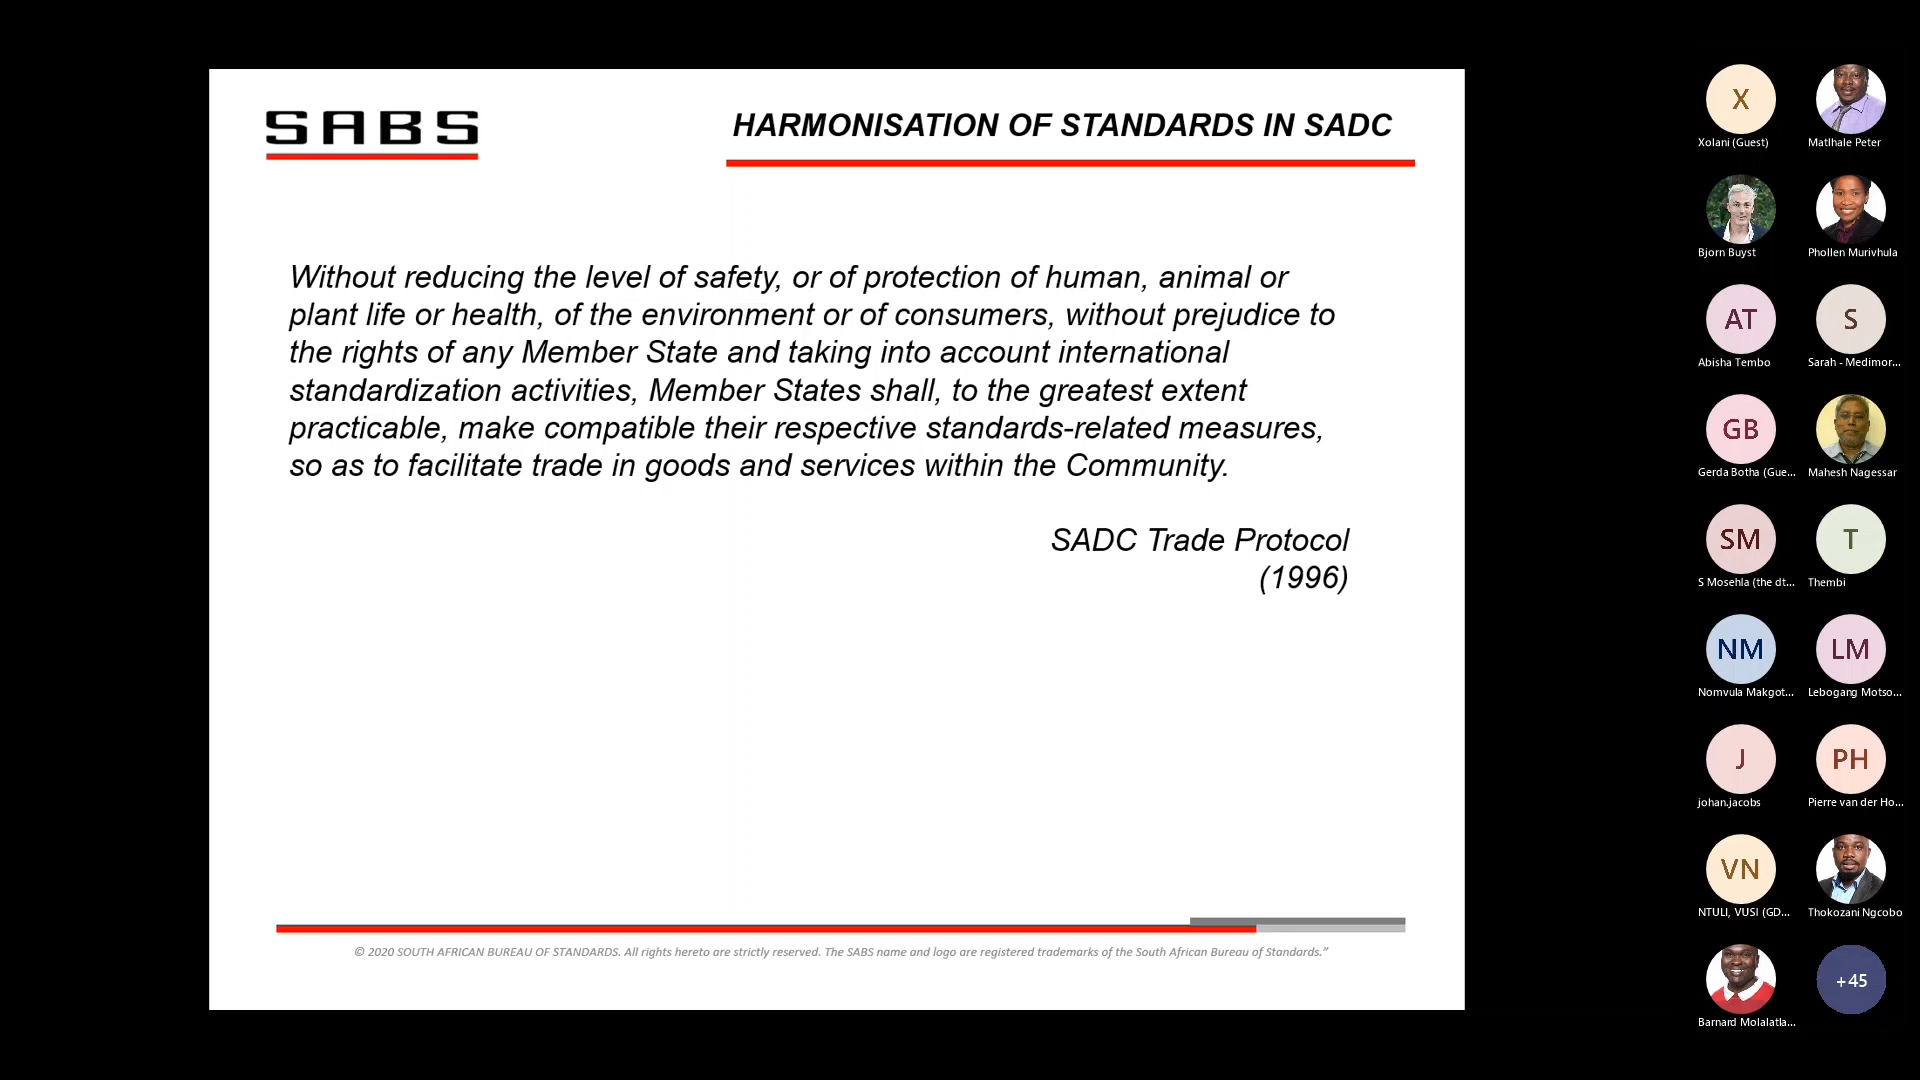 SABS
HARMONISATION OF STANDARDS IN SADC
Without reducing the level of safety, or of protection of human, animal or
plant life or health, of the environment or of consumers, without prejudice to
the rights of any Member State and taking into account international
standardization activities, Member States shall, to the greatest extent
practicable, make compatible their respective standards-related measures,
so as to facilitate trade in goods and services within the Community.
SADC Trade Protocol
(1996)
© 2020 SOUTH AFRICAN BUREAU OF STANDARDS. All rights hereto are strictly reserved. The SABS name and logo are registered trademarks of the South African Bureau of Standards.”
X
Xolani (Guest)
Matlhale Peter
Bjorn Buyst
Phollen Murivhula
AT
Abisha Tembo
S
Sarah - Medimor...
GB
Gerda Botha (Gue...
Mahesh Nagessar
SM
S Mosehla (the dt...
T
Thembi
NM
Nomvula Makgot...
LM
Lebogang Motso...
J
johan.jacobs
PH
Pierre van der Ho...
VN
NTULI, VUSI (GD...
Thokozani Ngcobo
Barnard Molalatla...
+45